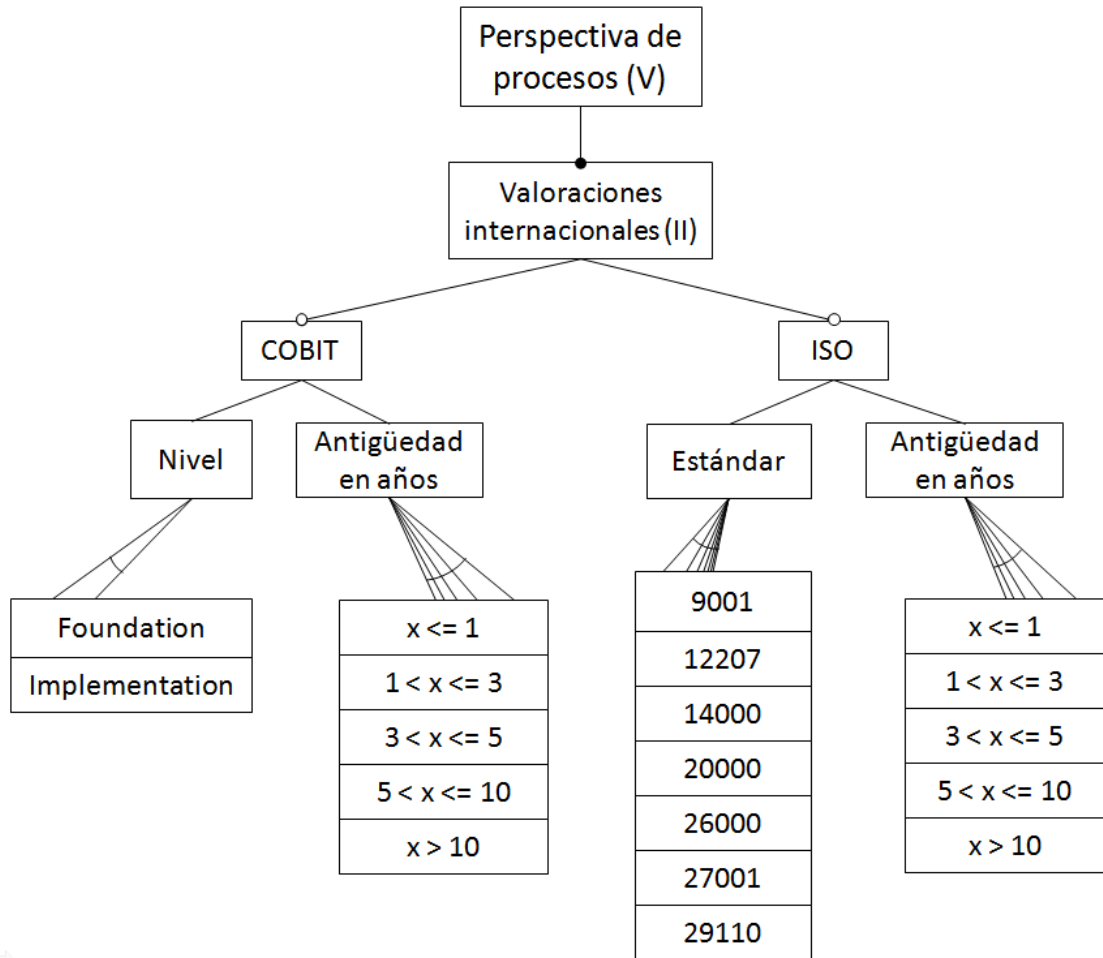 Perspectiva de
procesos (V)
Valoraciones
internacionales (II)
COBIT
ISO
Nivel
Antigüedad
en años
Estándar
Antigüedad
en años
Foundation
Implementation
x <= 1
1 < x <= 3
3 < x <= 5
5 < x <= 10
x > 10
9001
12207
14000
20000
26000
27001
29110
x <= 1
1 < x <= 3
3 < x <= 5
5 < x <= 10
x > 10